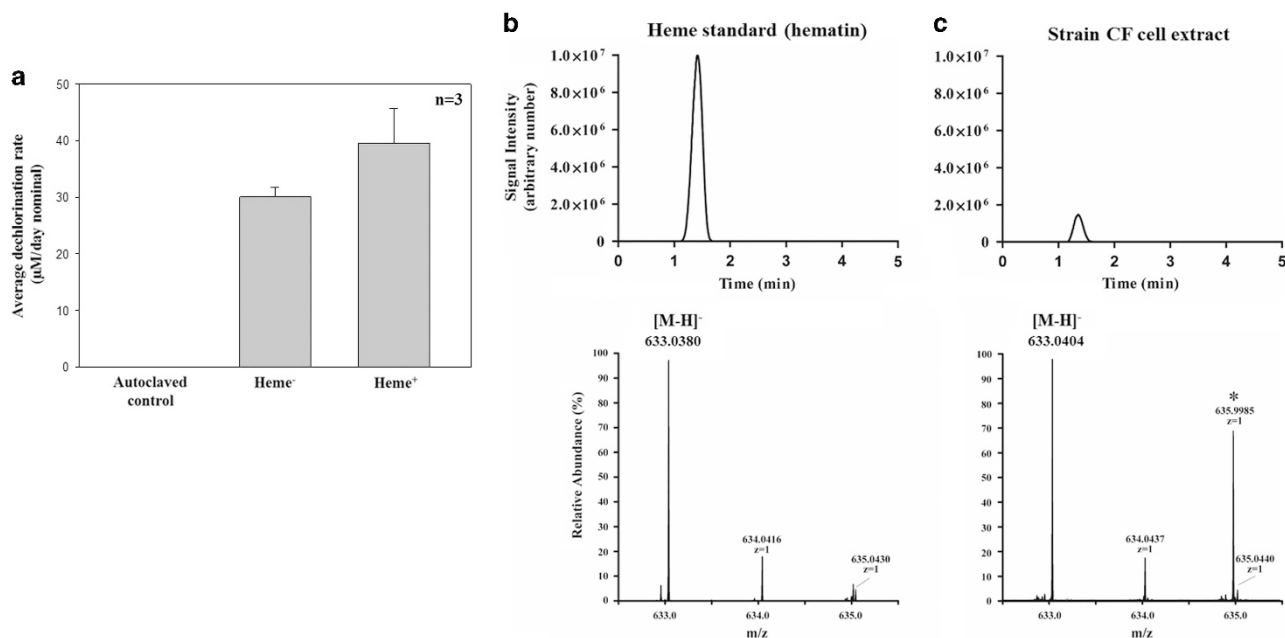 a
Average dechlorination rate
(µM/day nominal)
50
40
30
20
10
0
n=3
Autoclaved
control
Heme⁻
Heme⁺
b
Heme standard (hematin)
Signal Intensity
(arbitrary number)
1.0×10⁷
8.0×10⁶
6.0×10⁶
4.0×10⁶
2.0×10⁶
0
0 1 2 3 4 5
Time (min)
[M-H]⁻
633.0380
Relative Abundance (%)
100
90
80
70
60
50
40
30
20
10
0
634.0416
z=1
635.0430
z=1
633.0 634.0 635.0
m/z
c
Strain CF cell extract
1.0×10⁷
8.0×10⁶
6.0×10⁶
4.0×10⁶
2.0×10⁶
0
0 1 2 3 4 5
Time (min)
[M-H]⁻
633.0404
100
90
80
70
60
50
40
30
20
10
0
634.0437
z=1
*
635.9985
z=1
635.0440
z=1
633.0 634.0 635.0
m/z